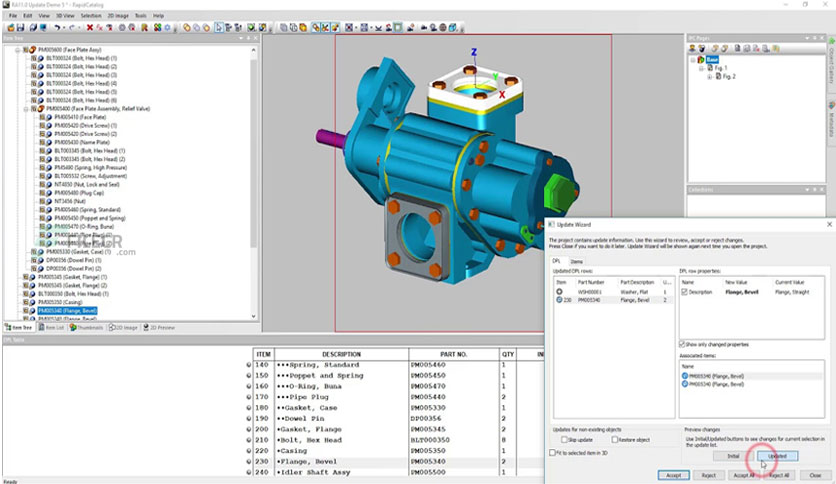 RA11.0 Update Demo 3 * - RapidCatalog
File Edit View 3D View Selection 2D Image Tools Help
PM005600 (Face Plate Assy)
BLT000324 (Bolt, Hex Head) (1)
BLT000324 (Bolt, Hex Head) (2)
BLT000324 (Bolt, Hex Head) (3)
BLT000324 (Bolt, Hex Head) (4)
BLT000324 (Bolt, Hex Head) (5)
BLT000324 (Bolt, Hex Head) (6)
PM005400 (Face Plate Assembly, Relief Valve)
PM005410 (Face Plate)
PM005420 (Drive Screw) (1)
PM005420 (Drive Screw) (2)
PM005430 (Name Plate)
BLT003345 (Bolt, Hex Head) (1)
BLT003345 (Bolt, Hex Head) (2)
PM5480 (Spring, High Pressure)
BLT005532 (Screw, Adjustment)
NT4850 (Nut, Lock and Seal)
PM005480 (Plug Cap)
NT3456 (Nut)
PM005460 (Spring, Standard)
PM005450 (Poppet and Spring)
PM005470 (O-Ring, Buna)
PM005330 (Gasket, Case) (1)
DP00356 (Dowel Pin) (1)
DP00356 (Dowel Pin) (2)
PM005345 (Gasket, Flange) (1)
PM005345 (Gasket, Flange) (2)
BLT000350 (Bolt, Hex Head) (1)
PM005350 (Casing)
PM005340 (Flange, Bevel)
Item Tree Item List Thumbnails 2D Image 2D Preview
Z
Y
X
IPC Pages
Base
Fig. 1
Fig. 2
Collections
Object Gallery
Metadata
DPL Table
ITEM DESCRIPTION PART NO. QTY
140 •••Spring, Standard PM005460 1
150 •••Poppet and Spring PM005450 1
160 •••O-Ring, Buna PM005470 1
170 •••Pipe Plug PM005440 2
180 ••Gasket, Case PM005330 1
190 ••Dowel Pin DP00356 2
200 •Gasket, Flange PM005345 2
210 •Bolt, Hex Head BLT000350 8
220 •Casing PM005350 1
230 •Flange, Bevel PM005340 2
240 •Idler Shaft Assy PM005500 1
Ready
Update Wizard
The project contains update information. Use this wizard to review, accept or reject changes.
Press Close if you want to do it later. Update Wizard will be shown again next time you open the project.
DPL Items
Updated DPL rows:
Item Part Number Part Description
WSH00001 Washer, Flat 1
230 PM005340 Flange, Bevel 2
DPL row properties:
Name New Value Current Value
Description Flange, Bevel Flange, Straight
Show only changed properties
Associated items:
Name
PM005340 (Flange, Bevel)
PM005340 (Flange, Bevel)
Updates for non-existing objects
Skip update Restore object
Fit to selected item in 3D
Preview changes
Use Initial/Updated buttons to see changes for current selection in
the update list.
Initial Updated
Accept Reject Accept All Reject All Close